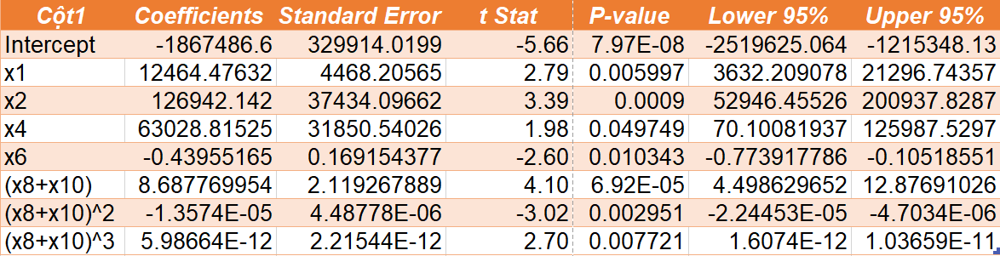 Cột1 Coefficients Standard Error t Stat P-value Lower 95% Upper 95%
Intercept -1867486.6 329914.0199 -5.66 7.97E-08 -2519625.064 -1215348.13
x1 12464.47632 4468.20565 2.79 0.005997 3632.209078 21296.74357
x2 126942.142 37434.09662 3.39 0.0009 52946.45526 200937.8287
x4 63028.81525 31850.54026 1.98 0.049749 70.10081937 125987.5297
x6 -0.43955165 0.169154377 -2.60 0.010343 -0.773917786 -0.10518551
(x8+x10) 8.687769954 2.119267889 4.10 6.92E-05 4.498629652 12.87691026
(x8+x10)^2 -1.3574E-05 4.48778E-06 -3.02 0.002951 -2.24453E-05 -4.7034E-06
(x8+x10)^3 5.98664E-12 2.21544E-12 2.70 0.007721 1.6074E-12 1.03659E-11